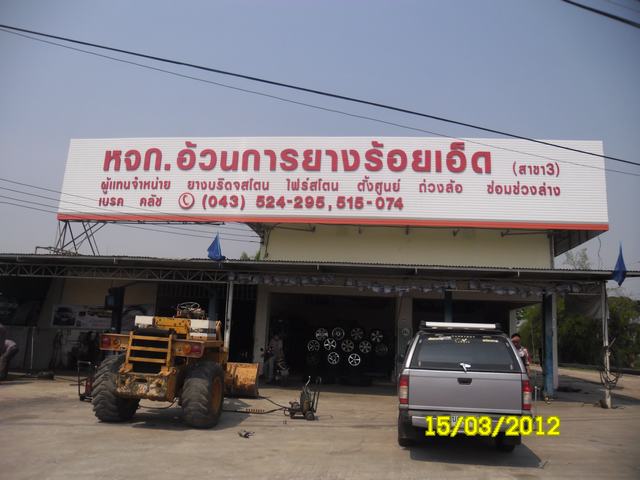 หจก.อ้วนการยางร้อยเอ็ด (สาขา3)
ผู้แทนจำหน่าย ยางบริดจสโตน ไฟร์สโตน ตั้งศูนย์ ถ่วงล้อ ซ่อมช่วงล่าง
เบรค คลัช (043) 524-295, 515-074
15/03/2012